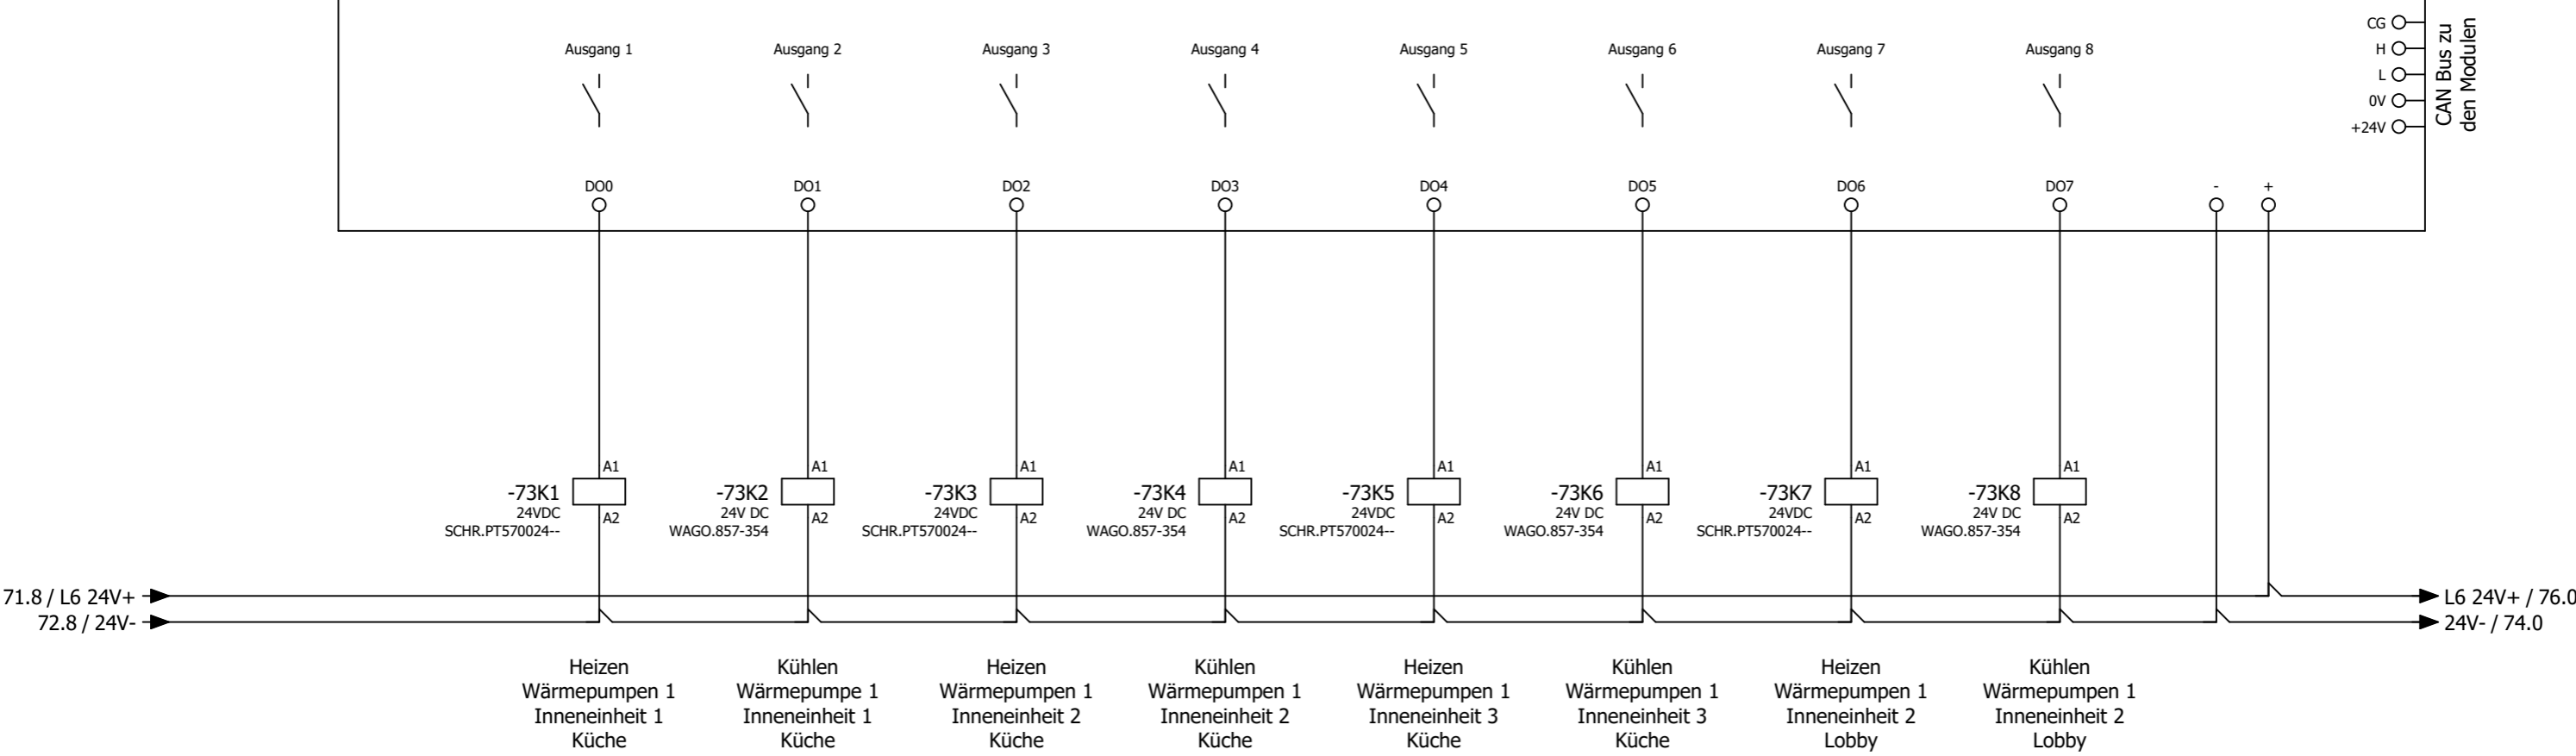 CG
H
L
0V
+24V
CAN Bus zu
den Modulen
Ausgang 1
Ausgang 2
Ausgang 3
Ausgang 4
Ausgang 5
Ausgang 6
Ausgang 7
Ausgang 8
DO0
DO1
DO2
DO3
DO4
DO5
DO6
DO7
-
+
-73K1
24VDC
SCHR.PT570024--
A1
A2
-73K2
24V DC
WAGO.857-354
A1
A2
-73K3
24VDC
SCHR.PT570024--
A1
A2
-73K4
24V DC
WAGO.857-354
A1
A2
-73K5
24VDC
SCHR.PT570024--
A1
A2
-73K6
24V DC
WAGO.857-354
A1
A2
-73K7
24VDC
SCHR.PT570024--
A1
A2
-73K8
24V DC
WAGO.857-354
A1
A2
71.8 / L6 24V+
72.8 / 24V-
L6 24V+ / 76.0
24V- / 74.0
Heizen
Wärmepumpen 1
Inneneinheit 1
Küche
Kühlen
Wärmepumpe 1
Inneneinheit 1
Küche
Heizen
Wärmepumpen 1
Inneneinheit 2
Küche
Kühlen
Wärmepumpen 1
Inneneinheit 2
Küche
Heizen
Wärmepumpen 1
Inneneinheit 3
Küche
Kühlen
Wärmepumpen 1
Inneneinheit 3
Küche
Heizen
Wärmepumpen 1
Inneneinheit 2
Lobby
Kühlen
Wärmepumpen 1
Inneneinheit 2
Lobby